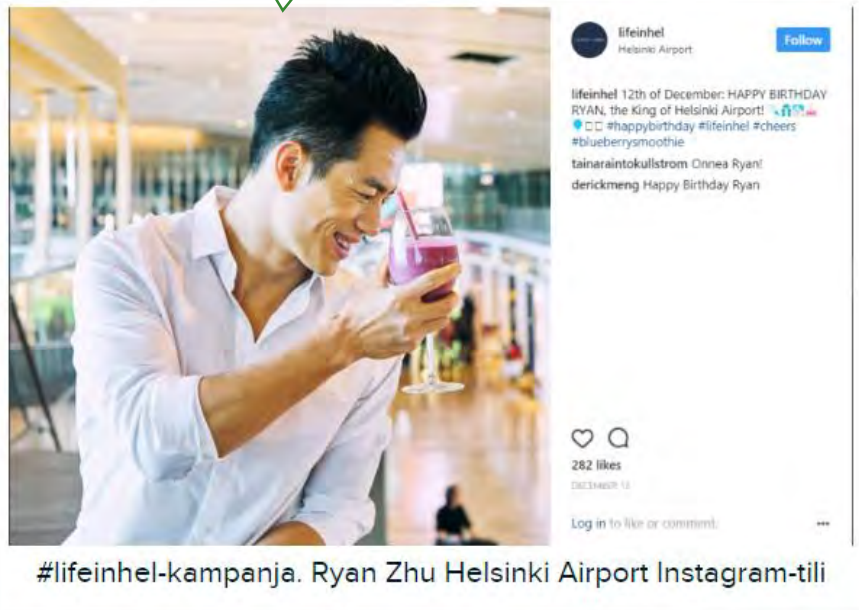 lifeinhel
Helsinki Airport
Follow
lifeinhel 12th of December: HAPPY BIRTHDAY
RYAN, the King of Helsinki Airport!
#happybirthday #lifeinhel #cheers
#blueberrysmoothie
tainaraintokullstrom Onnea Ryan!
derickmeng Happy Birthday Ryan
282 likes
Log in to like or comment.
#lifeinhel-kampanja. Ryan Zhu Helsinki Airport Instagram-tili